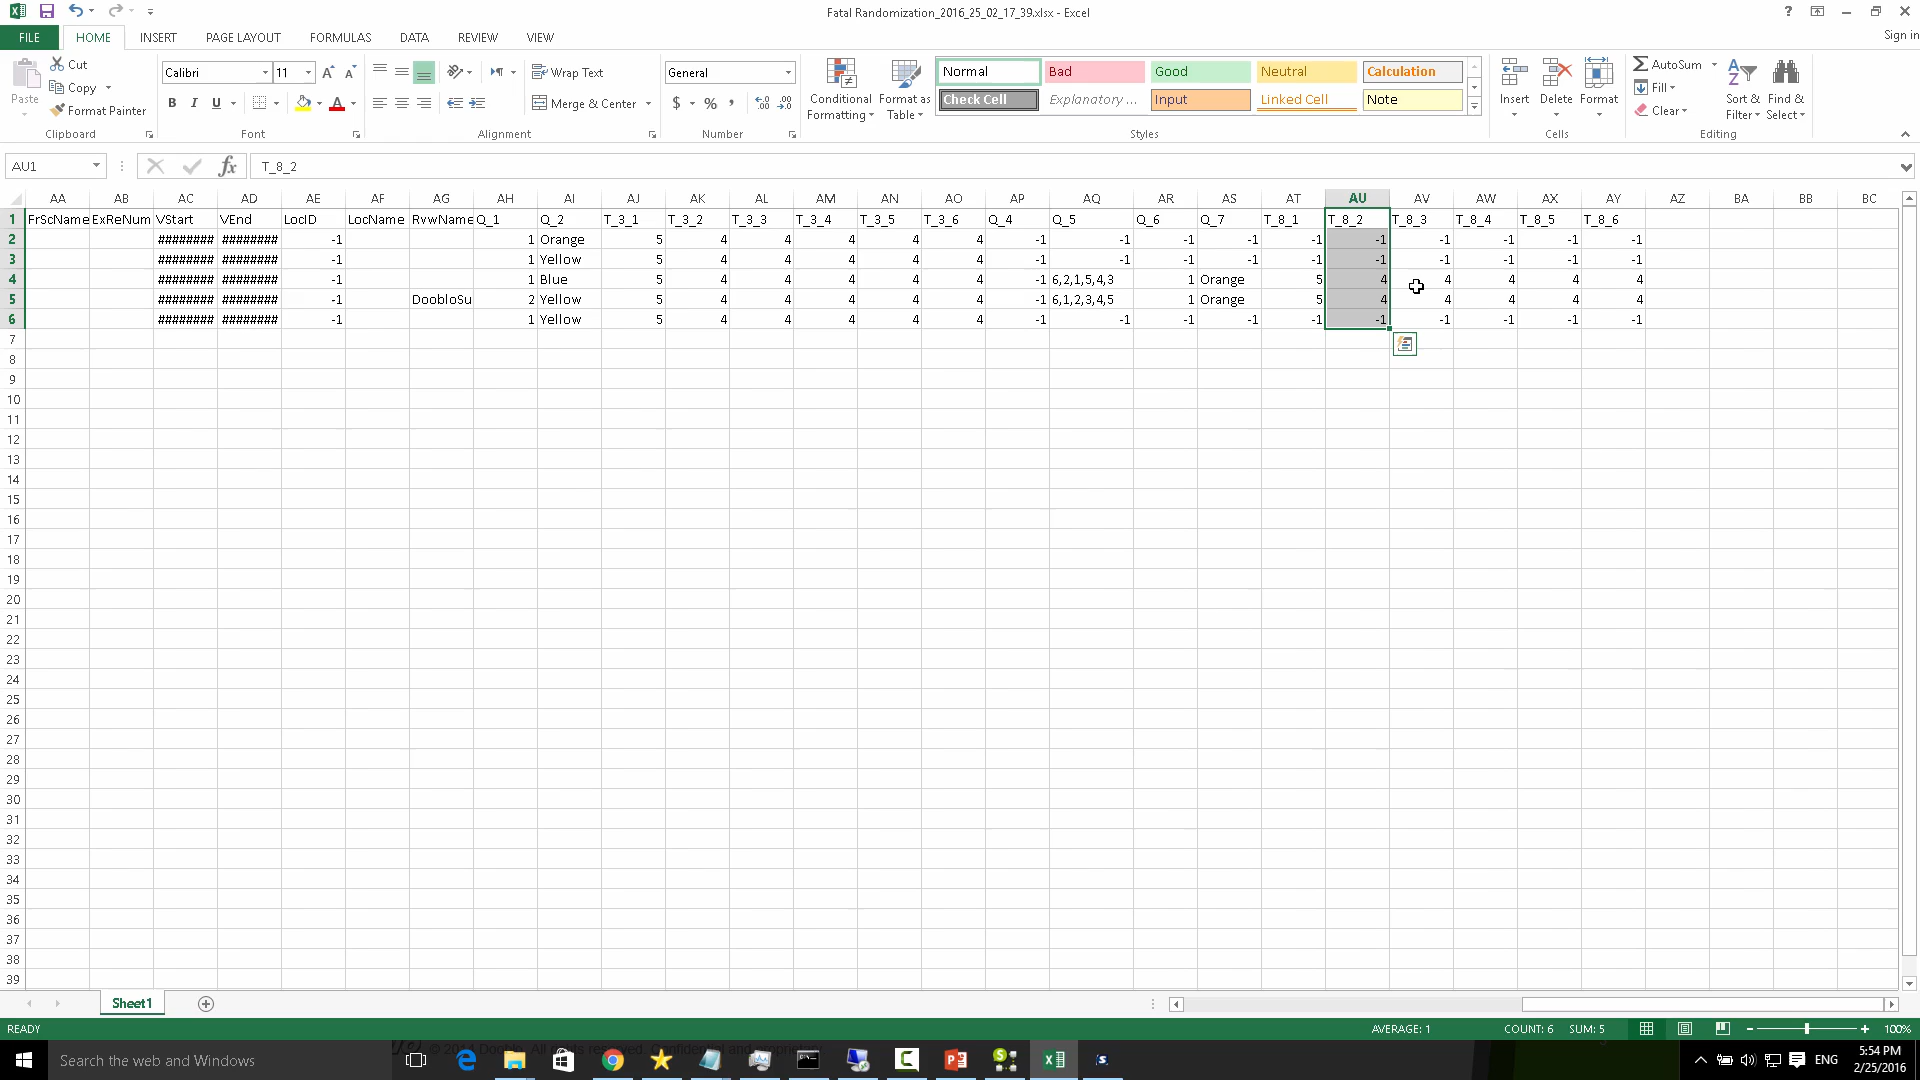 Fatal Randomization_2016_25_02_17_39.xlsx - Excel
Sign in
FILE HOME INSERT PAGE LAYOUT FORMULAS DATA REVIEW VIEW
Paste Cut Copy Format Painter
Calibri 11
B I U A
Wrap Text
Merge & Center
General
$ % ,
Conditional Formatting
Format as Table
Normal Bad Good Neutral Calculation
Check Cell Explanatory ... Input Linked Cell Note
Insert Delete Format
AutoSum Fill Clear
Sort & Filter
Find & Select
Clipboard Font Alignment Number Styles Cells Editing
AU1 fx T_8_2
AA AB AC AD AE AF AG AH AI AJ AK AL AM AN AO AP AQ AR AS AT AU AV AW AX AY AZ BA BB BC
1 FrScName ExReNum VStart VEnd LocID LocName RvwName Q_1 Q_2 T_3_1 T_3_2 T_3_3 T_3_4 T_3_5 T_3_6 Q_4 Q_5 Q_6 Q_7 T_8_1 T_8_2 T_8_3 T_8_4 T_8_5 T_8_6
2 ######## ######## -1 1 Orange 5 4 4 4 4 4 -1 -1 -1 -1 -1 -1 -1 -1 -1 -1
3 ######## ######## -1 1 Yellow 5 4 4 4 4 4 -1 -1 -1 -1 -1 -1 -1 -1 -1 -1
4 ######## ######## -1 1 Blue 5 4 4 4 4 4 -1 6,2,1,5,4,3 1 Orange 5 4 4 4 4 4
5 ######## ######## -1 DoobloSu 2 Yellow 5 4 4 4 4 4 -1 6,1,2,3,4,5 1 Orange 5 4 4 4 4 4
6 ######## ######## -1 1 Yellow 5 4 4 4 4 4 -1 -1 -1 -1 -1 -1 -1 -1 -1 -1
7
8
9
10
11
12
13
14
15
16
17
18
19
20
21
22
23
24
25
26
27
28
29
30
31
32
33
34
35
36
37
38
39
Sheet1
READY AVERAGE: 1 COUNT: 6 SUM: 5 100%
Search the web and Windows
ENG
5:54 PM
2/25/2016